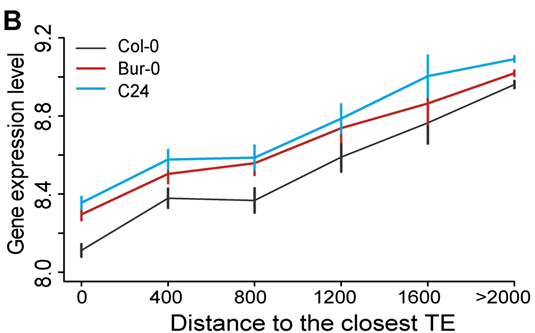 B
Gene expression level
9.2
8.8
8.4
8.0
Col-0
Bur-0
C24
0 400 800 1200 1600 >2000
Distance to the closest TE